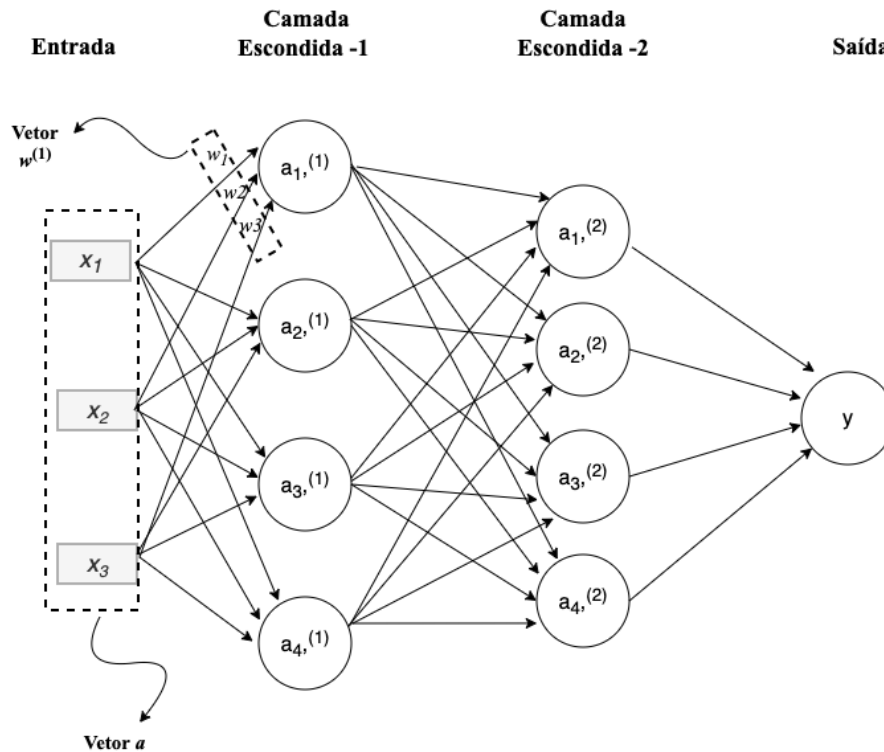 Entrada
Camada
Escondida -1
Camada
Escondida -2
Saída
Vetor
w(1)
w1
w2
w3
x1
x2
x3
a1,(1)
a2,(1)
a3,(1)
a4,(1)
a1,(2)
a2,(2)
a3,(2)
a4,(2)
y
Vetor a